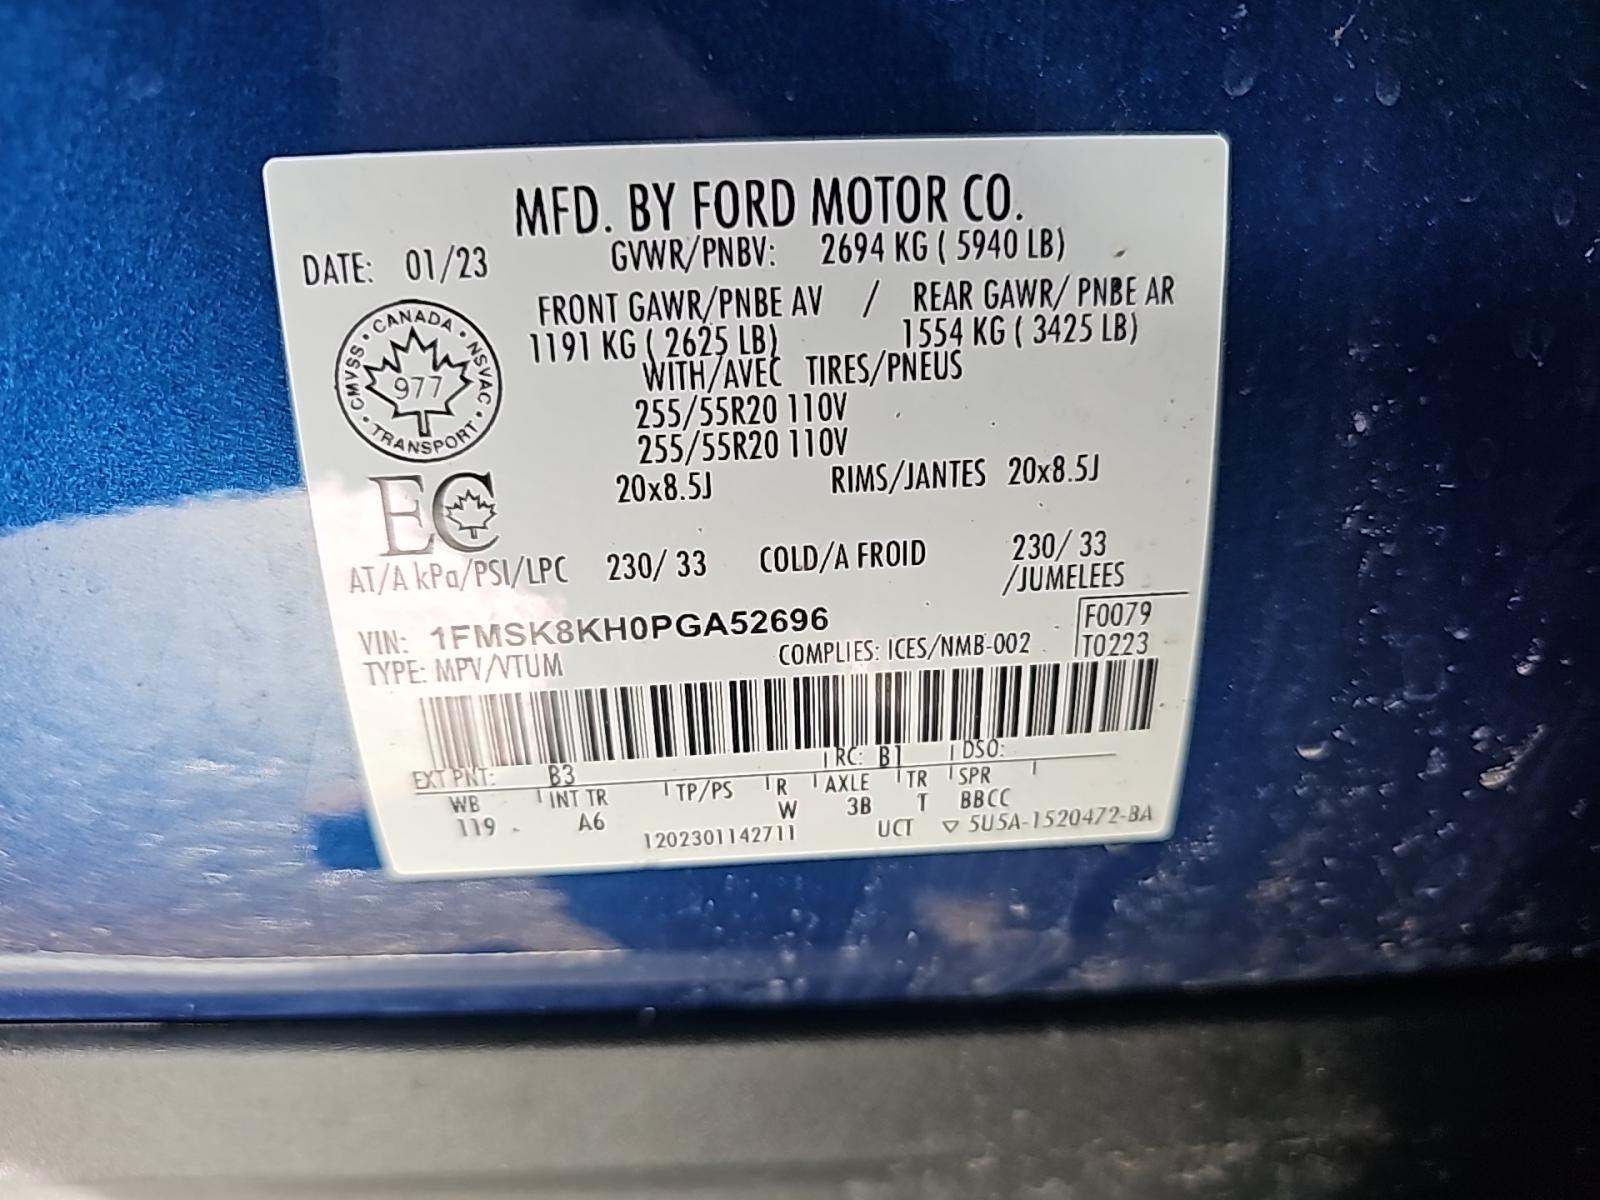 MFD. BY FORD MOTOR CO.
DATE: 01/23 GVWR/PNBV: 2694 KG ( 5940 LB)
FRONT GAWR/PNBE AV / REAR GAWR/ PNBE AR
1191 KG ( 2625 LB) 1554 KG ( 3425 LB)
WITH/AVEC TIRES/PNEUS
255/55R20 110V
255/55R20 110V
20x8.5J RIMS/JANTES 20x8.5J
CMVSS · CANADA · NSVAC · TRANSPORT ·
977
EC
AT/A kPa/PSI/LPC 230/ 33 COLD/A FROID 230/ 33
/JUMELEES
VIN: 1FMSK8KH0PGA52696 F0079
TYPE: MPV/VTUM COMPLIES: ICES/NMB-002 T0223
RC: B1 DSO:
EXT PNT: B3
WB INT TR TP/PS R AXLE TR SPR
119 A6 W 3B T BBCC
1202301142711 UCT ▽ 5U5A-1520472-BA